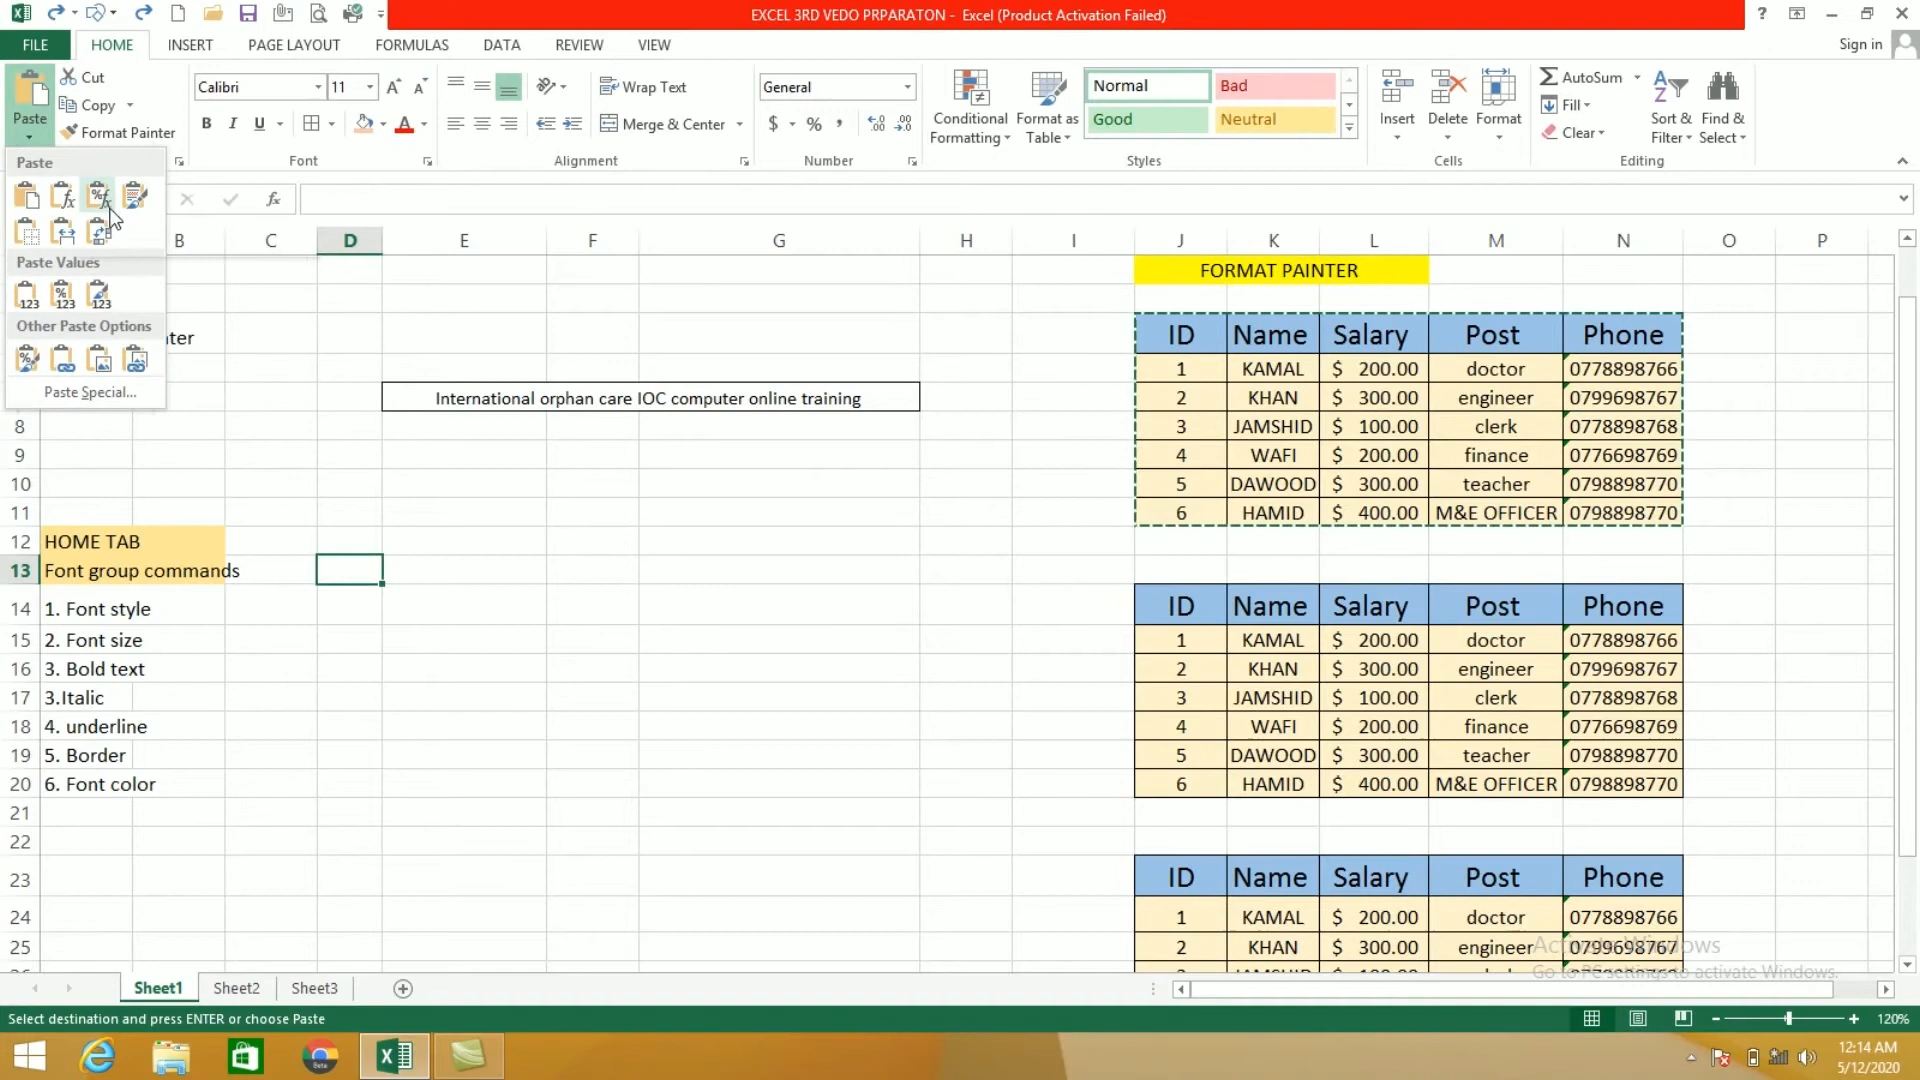 EXCEL 3RD VEDO PRPARATON - Excel (Product Activation Failed)
FILE HOME INSERT PAGE LAYOUT FORMULAS DATA REVIEW VIEW Sign in
Paste
Cut
Copy
Format Painter
Calibri 11
B I U
Font
Wrap Text
Merge & Center
Alignment
General
$ % ,
Number
Conditional Formatting
Format as Table
Normal Bad
Good Neutral
Styles
Insert Delete Format
Cells
AutoSum
Fill
Clear
Sort & Filter
Find & Select
Editing
Paste
Paste Values
Other Paste Options
Paste Special...
fx
B C D E F G H I J K L M N O P
FORMAT PAINTER
ter
International orphan care IOC computer online training
ID Name Salary Post Phone
1 KAMAL $ 200.00 doctor 0778898766
2 KHAN $ 300.00 engineer 0799698767
8 3 JAMSHID $ 100.00 clerk 0778898768
9 4 WAFI $ 200.00 finance 0776698769
10 5 DAWOOD $ 300.00 teacher 0798898770
11 6 HAMID $ 400.00 M&E OFFICER 0798898770
12 HOME TAB
13 Font group commands
14 1. Font style ID Name Salary Post Phone
15 2. Font size 1 KAMAL $ 200.00 doctor 0778898766
16 3. Bold text 2 KHAN $ 300.00 engineer 0799698767
17 3.Italic 3 JAMSHID $ 100.00 clerk 0778898768
18 4. underline 4 WAFI $ 200.00 finance 0776698769
19 5. Border 5 DAWOOD $ 300.00 teacher 0798898770
20 6. Font color 6 HAMID $ 400.00 M&E OFFICER 0798898770
21
22
23 ID Name Salary Post Phone
24 1 KAMAL $ 200.00 doctor 0778898766
25 2 KHAN $ 300.00 engineer 0799698767
Activate Windows
Go to PC settings to activate Windows.
Sheet1 Sheet2 Sheet3
Select destination and press ENTER or choose Paste
120%
12:14 AM
5/12/2020